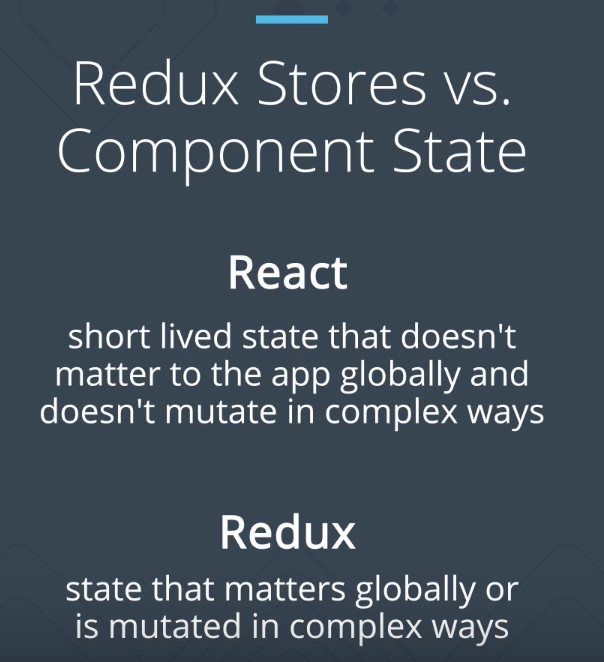 Redux Stores vs.
Component State
React
short lived state that doesn't
matter to the app globally and
doesn't mutate in complex ways
Redux
state that matters globally or
is mutated in complex ways